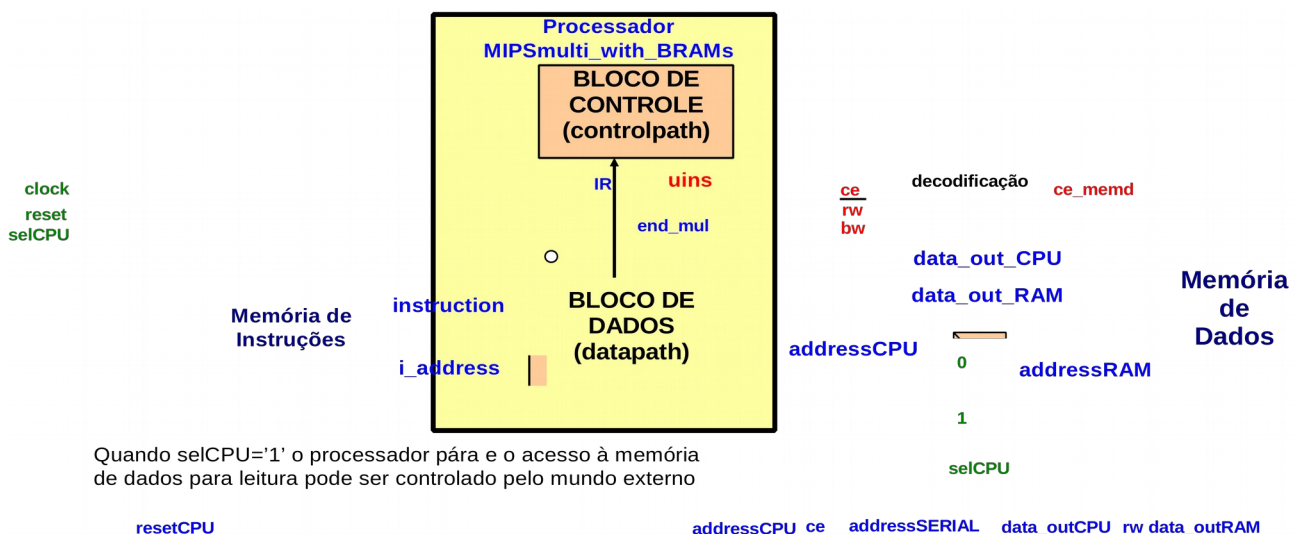 Processador
MIPSmulti_with_BRAMs
BLOCO DE
CONTROLE
(controlpath)
clock
reset
selCPU
IR
uins
end_mul
ce
rw
bw
decodificação
ce_memd
data_out_CPU
data_out_RAM
Memória
de
Dados
Memória de
Instruções
instruction
i_address
BLOCO DE
DADOS
(datapath)
addressCPU
0
addressRAM
1
selCPU
Quando selCPU='1' o processador pára e o acesso à memória
de dados para leitura pode ser controlado pelo mundo externo
resetCPU
addressCPU ce addressSERIAL data_outCPU rw data_outRAM